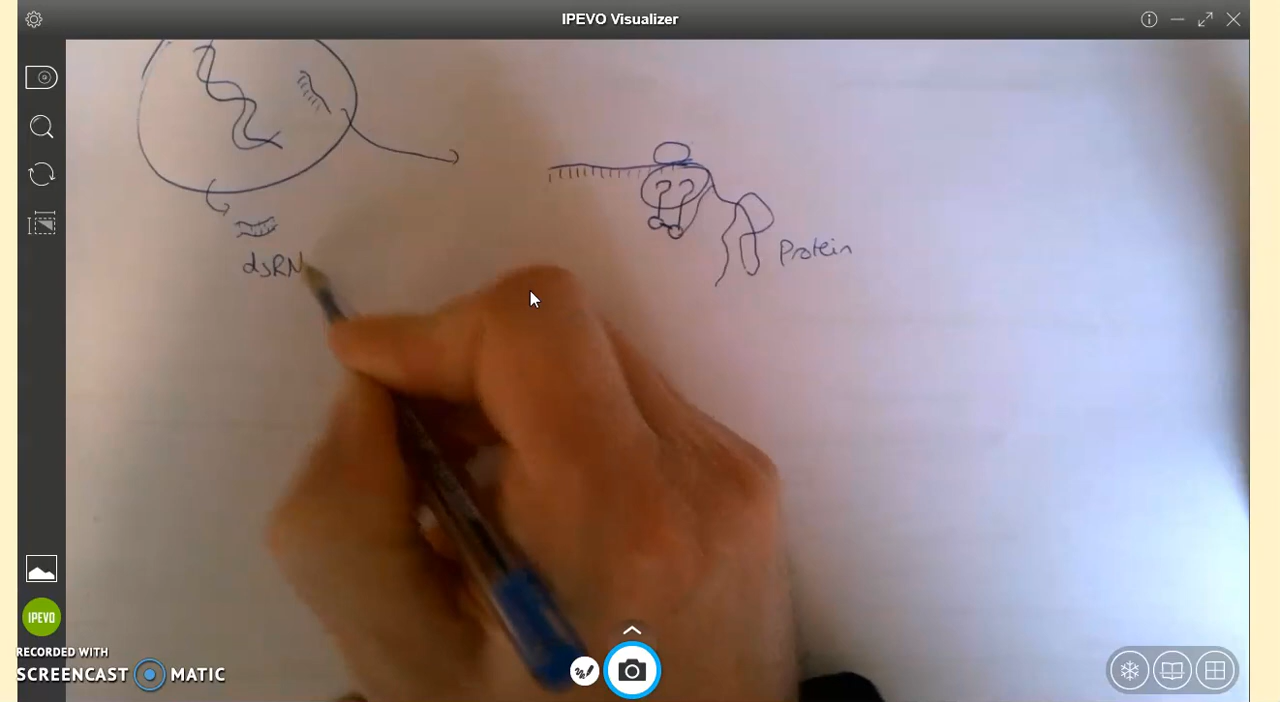 IPEVO Visualizer
dsRN
Protein
IPEVO
RECORDED WITH
SCREENCAST MATIC